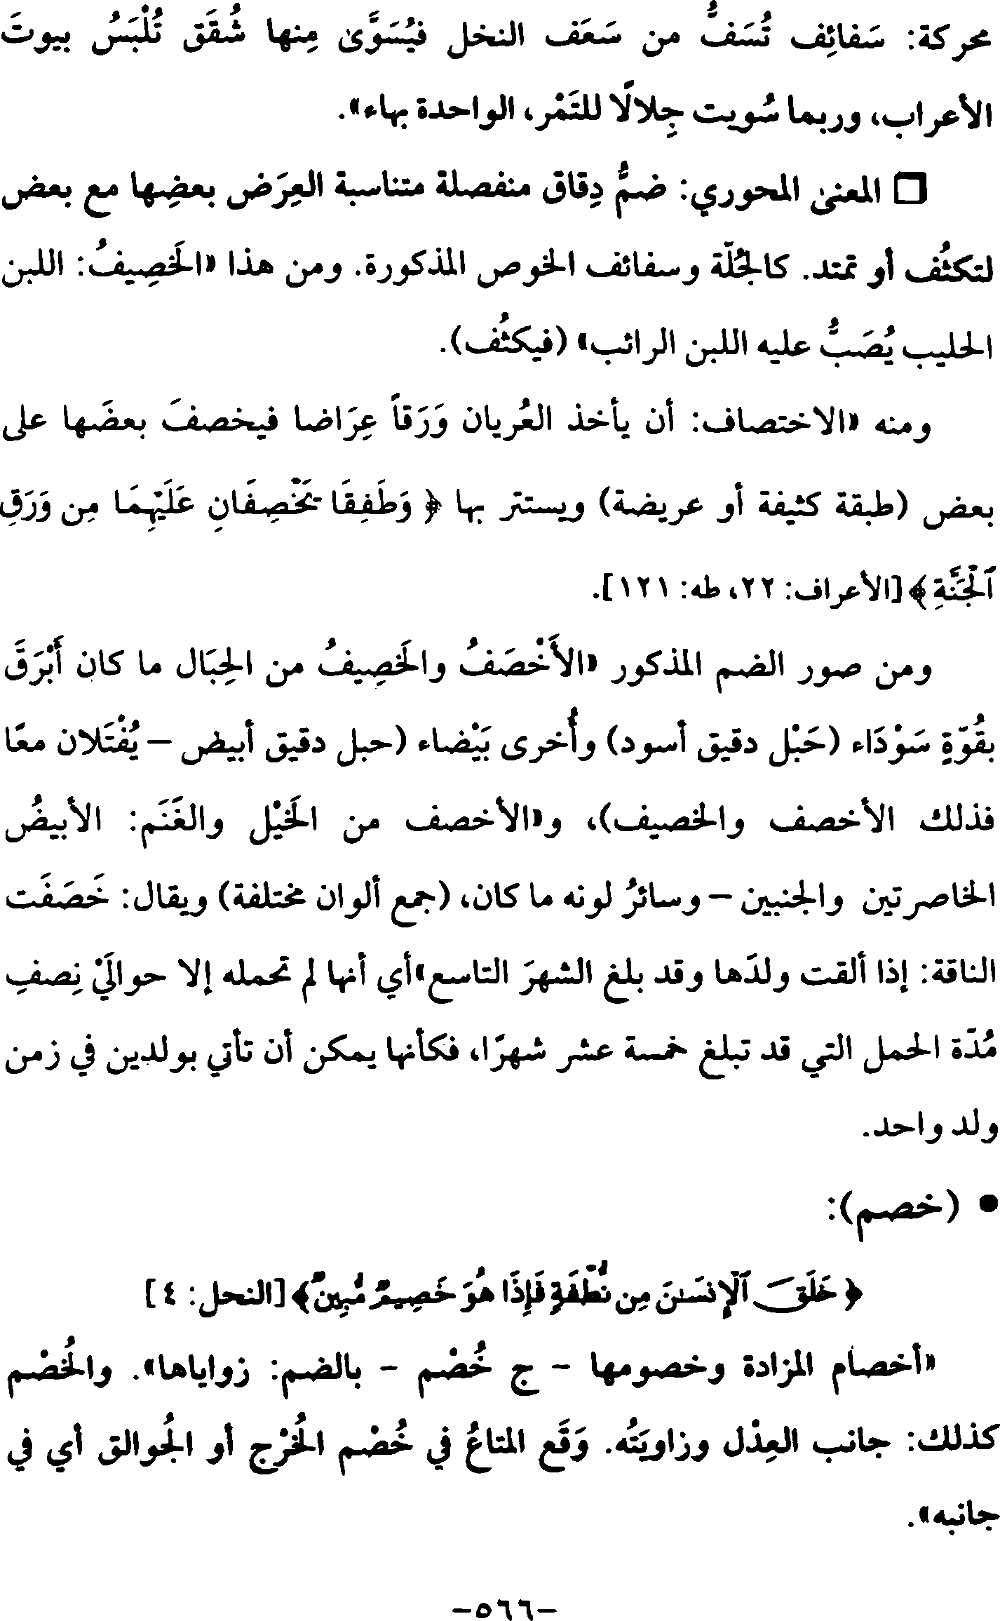 محركة: سَفائِف تُسَفُّ من سَعَف النخل فيُسَوَّىٰ مِنها شُقَق تُلْبَسُ بيوتَ
الأعراب، وربما سُويت جِلالًا للتَمْر، الواحدة بهاء».
❒ المعنىٰ المحوري: ضمُّ دِقاق منفصلة متناسبة العِرَض بعضِها مع بعض
لتكثُف أو تمتد. كالجُلّة وسفائف الخوص المذكورة. ومن هذا «الخَصِيفُ: اللبن
الحليب يُصَبُّ عليه اللبن الرائب» (فيكثُف).
ومنه «الاختصاف: أن يأخذ العُريان وَرَقاً عِرَاضا فيخصفَ بعضَها على
بعض (طبقة كثيفة أو عريضة) ويستتر بها ﴿ وَطَفِقَا تَخْصِفَانِ عَلَيْهِمَا مِن وَرَقِ
ٱلْجَنَّةِ ﴾ [الأعراف: ٢٢، طه: ١٢١].
ومن صور الضم المذكور «الأَخْصَفُ والخَصِيفُ من الحِبَال ما كان أَبْرَقَ
بقُوّةٍ سَوْدَاء (حَبْل دقيق أسود) وأُخرى بَيْضاء (حبل دقيق أبيض – يُفْتَلان معًا
فذلك الأخصف والخصيف)، و«الأخصف من الخَيْل والغَنَم: الأبيضُ
الخاصرتين والجنبين – وسائرُ لونه ما كان، (جمع ألوان مختلفة) ويقال: خَصَفَت
الناقة: إذا ألقت ولدَها وقد بلغ الشهرَ التاسع» أي أنها لم تحمله إلا حوالَيْ نِصفِ
مُدّة الحمل التي قد تبلغ خمسة عشر شهرًا، فكأنها يمكن أن تأتي بولدين في زمن
ولد واحد.
• (خصم):
﴿ خَلَقَ ٱلْإِنسَـٰنَ مِن نُّطْفَةٍ فَإِذَا هُوَ خَصِيمٌ مُّبِينٌ ﴾ [النحل: ٤]
«أخصام المزادة وخصومها – ج خُصْم – بالضم: زواياها». والخُصْم
كذلك: جانب العِدْل وزاويَتُه. وَقَع المتاعُ في خُصْم الخُرْج أو الجُوالق أي في
جانبه».
–٥٦٦–